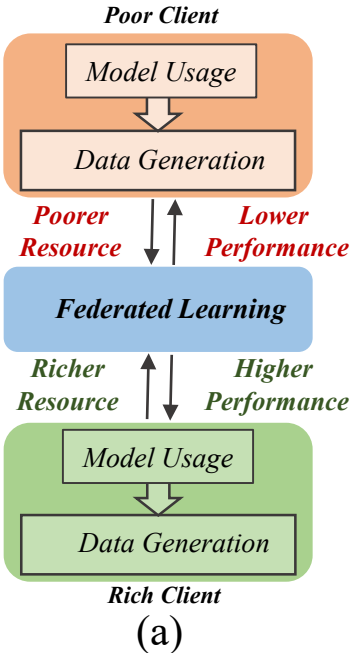 Poor Client
Model Usage
Data Generation
Poorer Resource
Lower Performance
Federated Learning
Richer Resource
Higher Performance
Model Usage
Data Generation
Rich Client
(a)